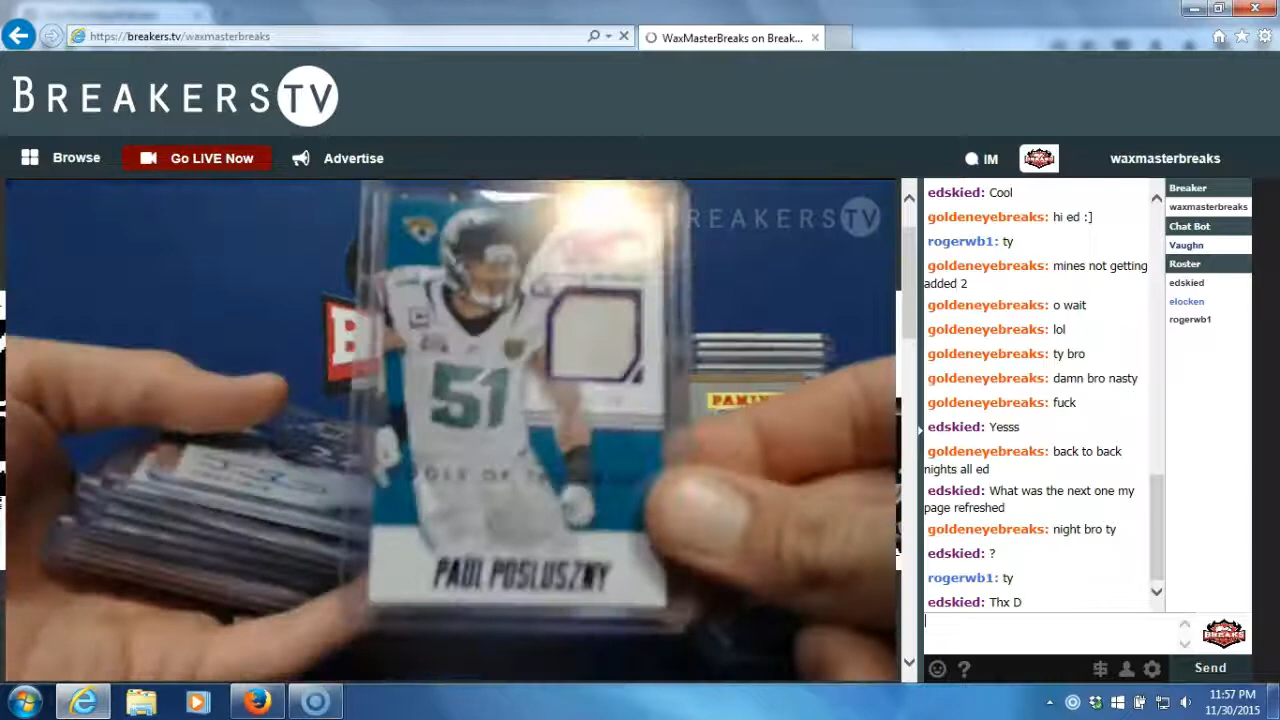 https://breakers.tv/waxmasterbreaks
WaxMasterBreaks on Break...
BREAKERS TV
Browse
Go LIVE Now
Advertise
IM
waxmasterbreaks
REAKERS TV
B
51
PANINI
PAUL POSLUSZNY
edskied: Cool
goldeneyebreaks: hi ed :]
rogerwb1: ty
goldeneyebreaks: mines not getting
added 2
goldeneyebreaks: o wait
goldeneyebreaks: lol
goldeneyebreaks: ty bro
goldeneyebreaks: damn bro nasty
goldeneyebreaks: fuck
edskied: Yesss
goldeneyebreaks: back to back
nights all ed
edskied: What was the next one my
page refreshed
goldeneyebreaks: night bro ty
edskied: ?
rogerwb1: ty
edskied: Thx D
Breaker
waxmasterbreaks
Chat Bot
Vaughn
Roster
edskied
elocken
rogerwb1
BREAKS
Send
11:57 PM
11/30/2015